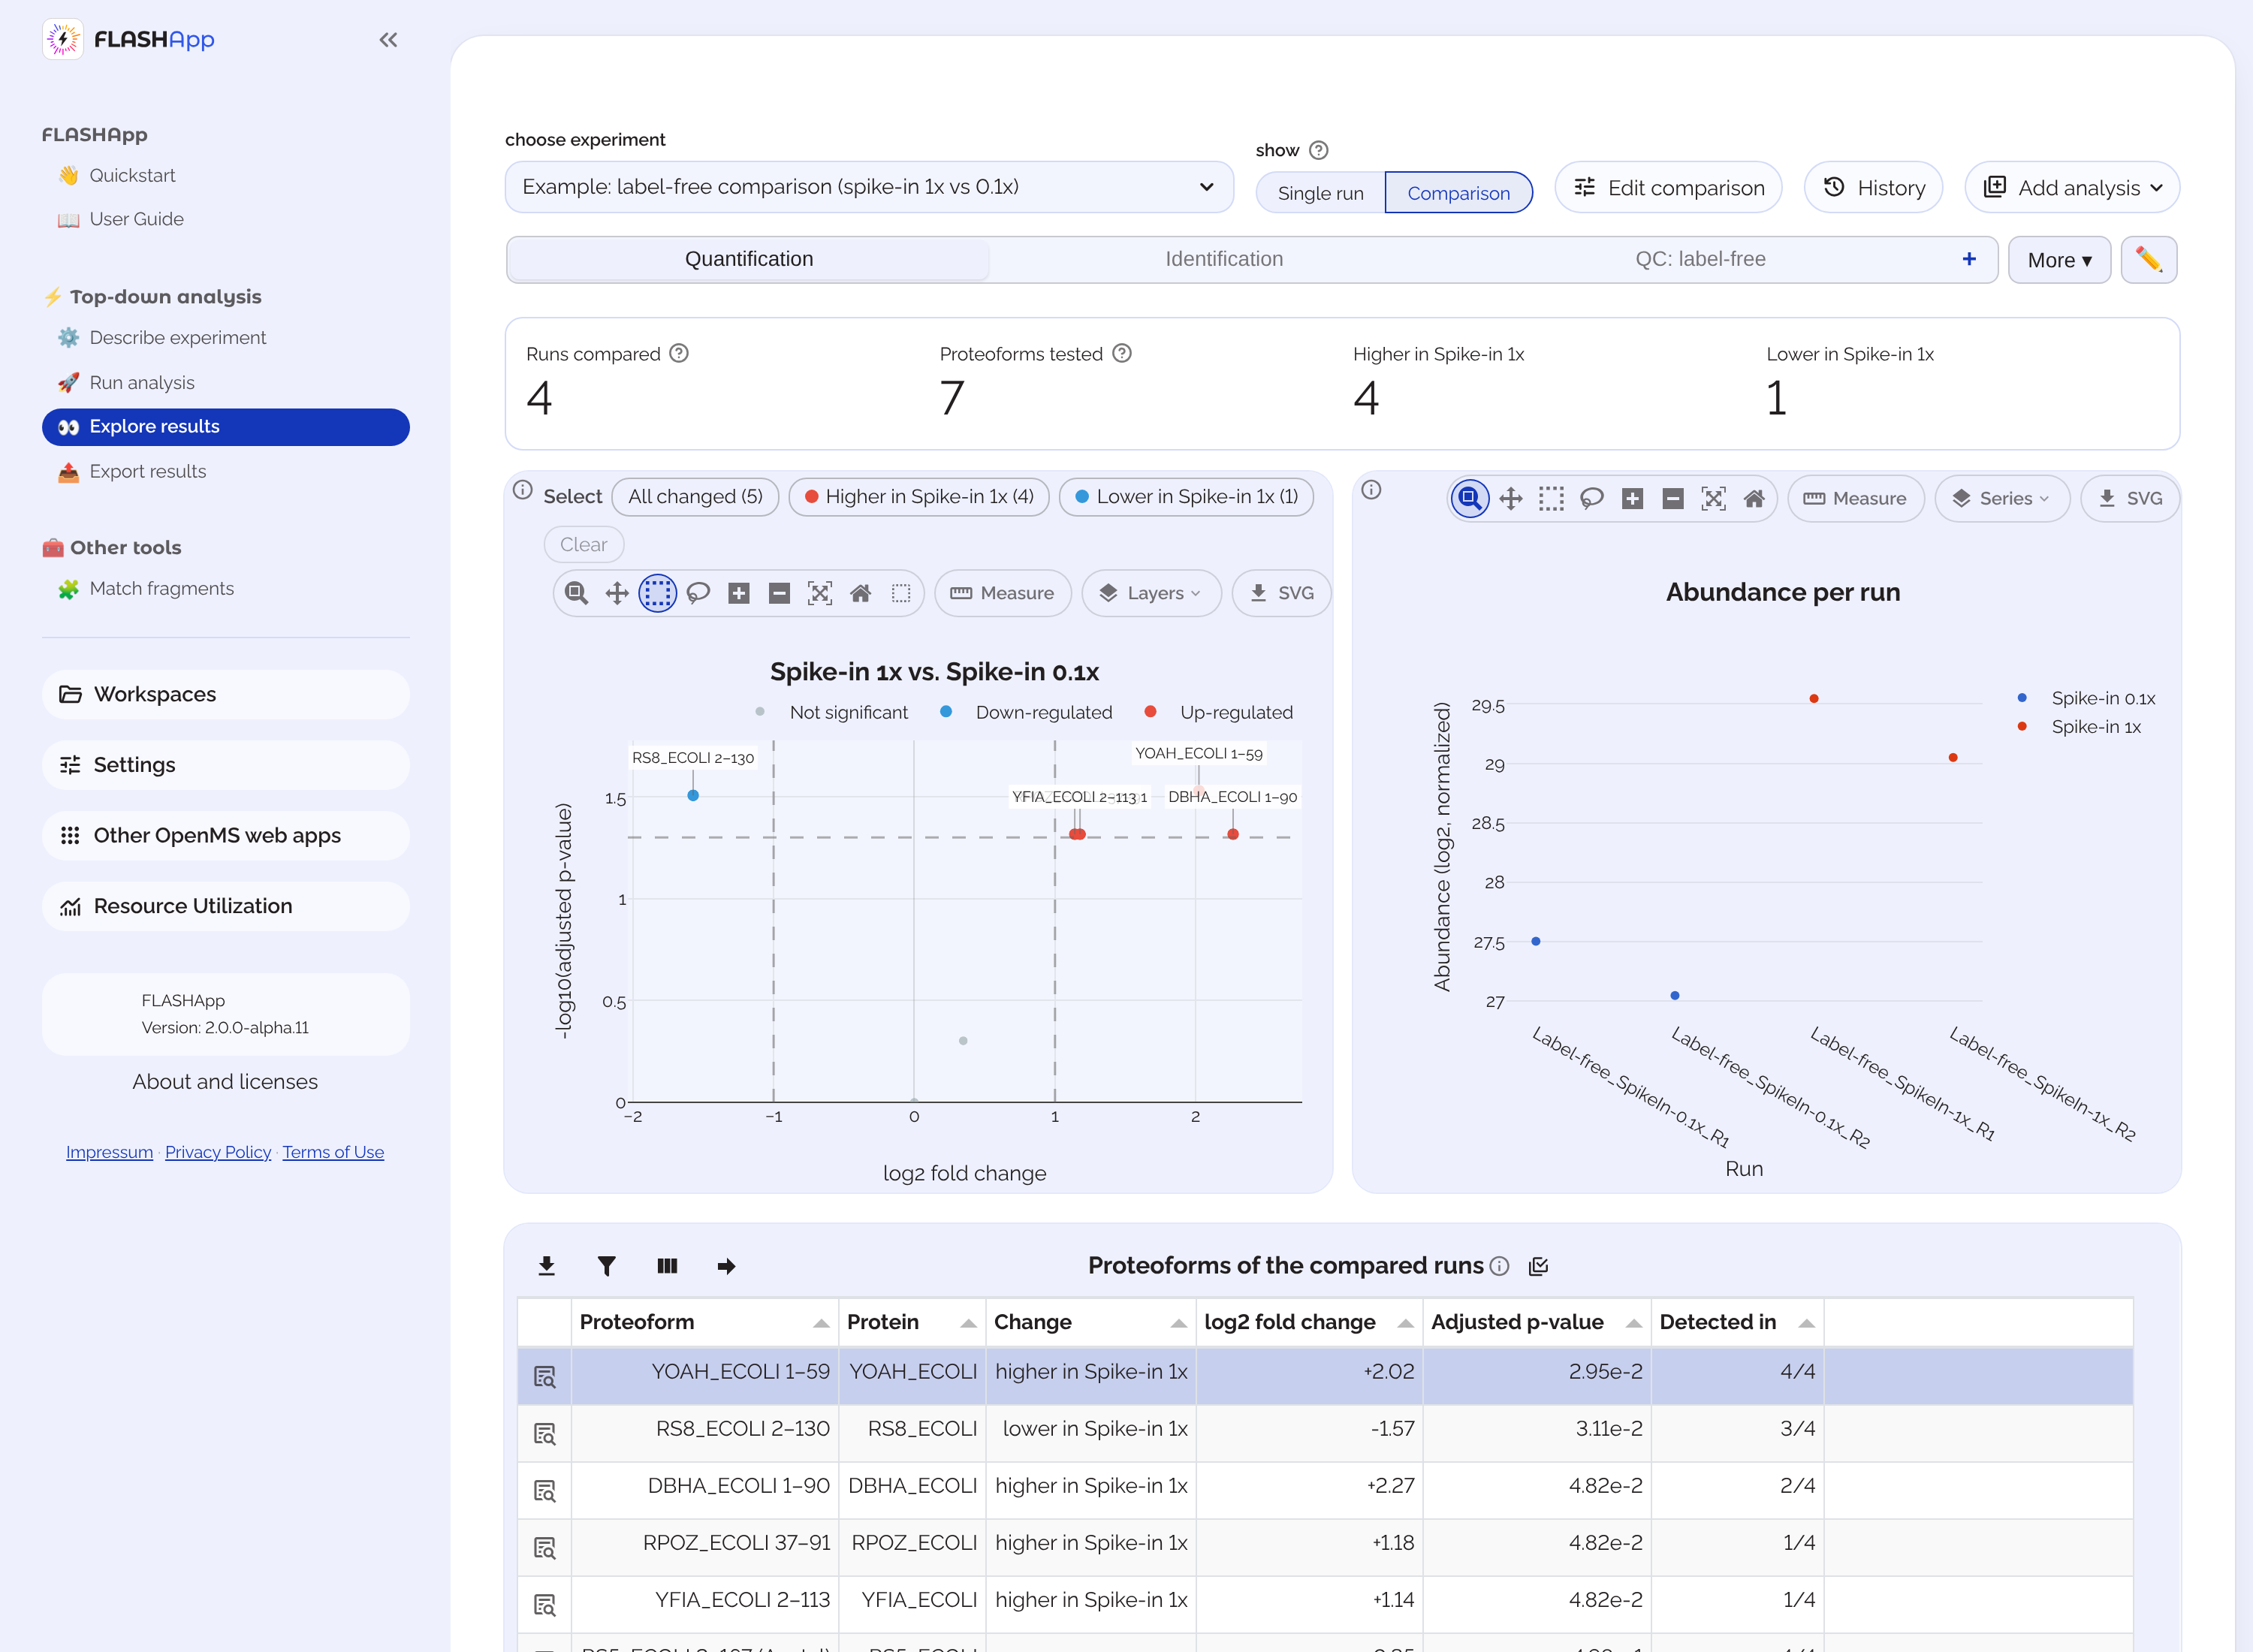 FLASHApp
FLASHApp
Quickstart
User Guide
Top-down analysis
Describe experiment
Run analysis
Explore results
Export results
Other tools
Match fragments
Workspaces
Settings
Other OpenMS web apps
Resource Utilization
FLASHApp
Version: 2.0.0-alpha.11
About and licenses
Impressum · Privacy Policy · Terms of Use
choose experiment
Example: label-free comparison (spike-in 1x vs 0.1x)
show
Single run Comparison
Edit comparison
History
Add analysis
Quantification Identification QC: label-free +
More ▾
Runs compared
4
Proteoforms tested
7
Higher in Spike-in 1x
4
Lower in Spike-in 1x
1
Select All changed (5) Higher in Spike-in 1x (4) Lower in Spike-in 1x (1)
Clear
Measure Layers SVG
Spike-in 1x vs. Spike-in 0.1x
Not significant Down-regulated Up-regulated
RS8_ECOLI 2–130
YOAH_ECOLI 1–59
YFIA_ECOLI 2–113
DBHA_ECOLI 1–90
-log10(adjusted p-value)
1.5
1
0.5
0
−2 −1 0 1 2
log2 fold change
Measure Series SVG
Abundance per run
Spike-in 0.1x
Spike-in 1x
Abundance (log2, normalized)
29.5
29
28.5
28
27.5
27
Label-free_SpikeIn-0.1x_R1
Label-free_SpikeIn-0.1x_R2
Label-free_SpikeIn-1x_R1
Label-free_SpikeIn-1x_R2
Run
Proteoforms of the compared runs
Proteoform Protein Change log2 fold change Adjusted p-value Detected in
YOAH_ECOLI 1–59 YOAH_ECOLI higher in Spike-in 1x +2.02 2.95e-2 4/4
RS8_ECOLI 2–130 RS8_ECOLI lower in Spike-in 1x -1.57 3.11e-2 3/4
DBHA_ECOLI 1–90 DBHA_ECOLI higher in Spike-in 1x +2.27 4.82e-2 2/4
RPOZ_ECOLI 37–91 RPOZ_ECOLI higher in Spike-in 1x +1.18 4.82e-2 1/4
YFIA_ECOLI 2–113 YFIA_ECOLI higher in Spike-in 1x +1.14 4.82e-2 1/4